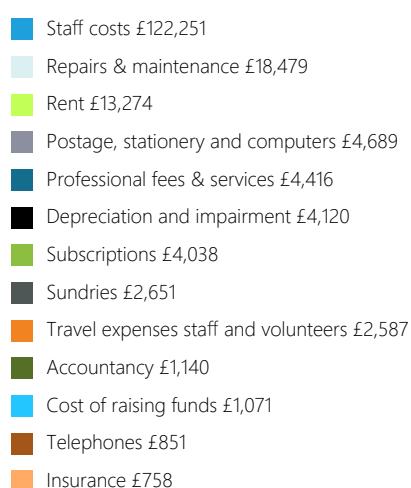 Staff costs £122,251
Repairs & maintenance £18,479
Rent £13,274
Postage, stationery and computers £4,689
Professional fees & services £4,416
Depreciation and impairment £4,120
Subscriptions £4,038
Sundries £2,651
Travel expenses staff and volunteers £2,587
Accountancy £1,140
Cost of raising funds £1,071
Telephones £851
Insurance £758